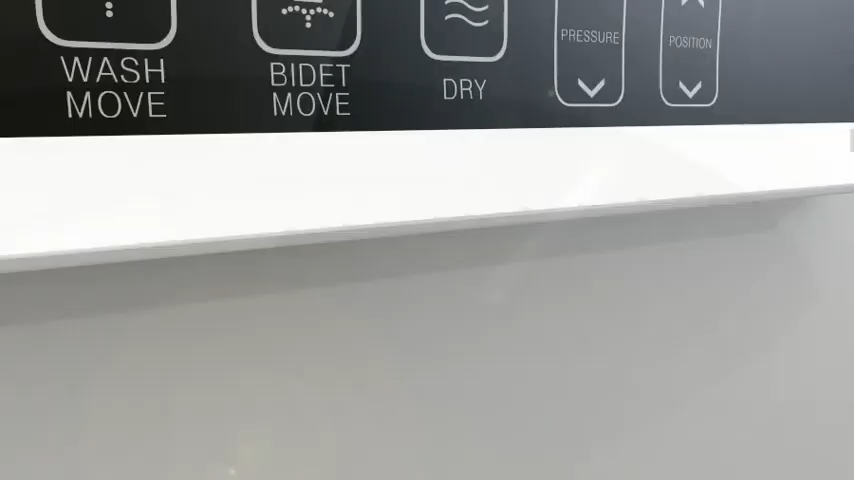 WASH
MOVE
BIDET
MOVE
DRY
PRESSURE
POSITION